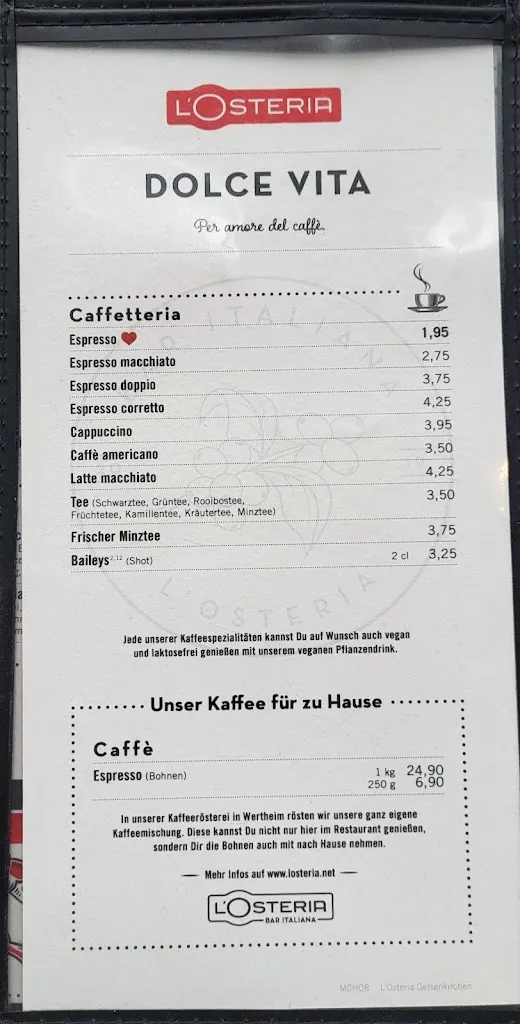 L'OSTERIA
DOLCE VITA
Per amore del caffè.
Caffetteria
Espresso ❤ 1,95
Espresso macchiato 2,75
Espresso doppio 3,75
Espresso corretto 4,25
Cappuccino 3,95
Caffè americano 3,50
Latte macchiato 4,25
Tee (Schwarztee, Grüntee, Rooibostee, 3,50
Früchtetee, Kamillentee, Kräutertee, Minztee)
Frischer Minztee 3,75
Baileys2,12 (Shot) 2 cl 3,25
BAR ITALIANA
L'OSTERIA
Jede unserer Kaffeespezialitäten kannst Du auf Wunsch auch vegan
und laktosefrei genießen mit unserem veganen Pflanzendrink.
Unser Kaffee für zu Hause
Caffè
Espresso (Bohnen) 1 kg 24,90
250 g 6,90
In unserer Kaffeerösterei in Wertheim rösten wir unsere ganz eigene
Kaffeemischung. Diese kannst Du nicht nur hier im Restaurant genießen,
sondern Dir die Bohnen auch mit nach Hause nehmen.
Mehr Infos auf www.losteria.net
L'OSTERIA
BAR ITALIANA
MOHOB L'Osteria Gelsenkirchen